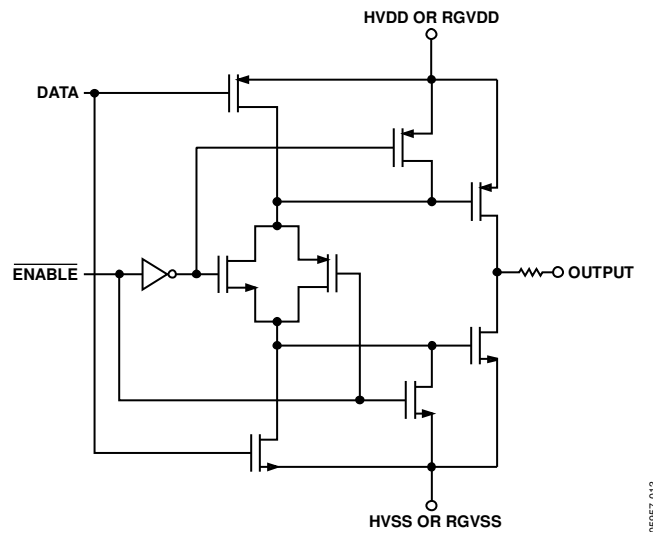 HVDD OR RGVDD
DATA
ENABLE
OUTPUT
HVSS OR RGVSS